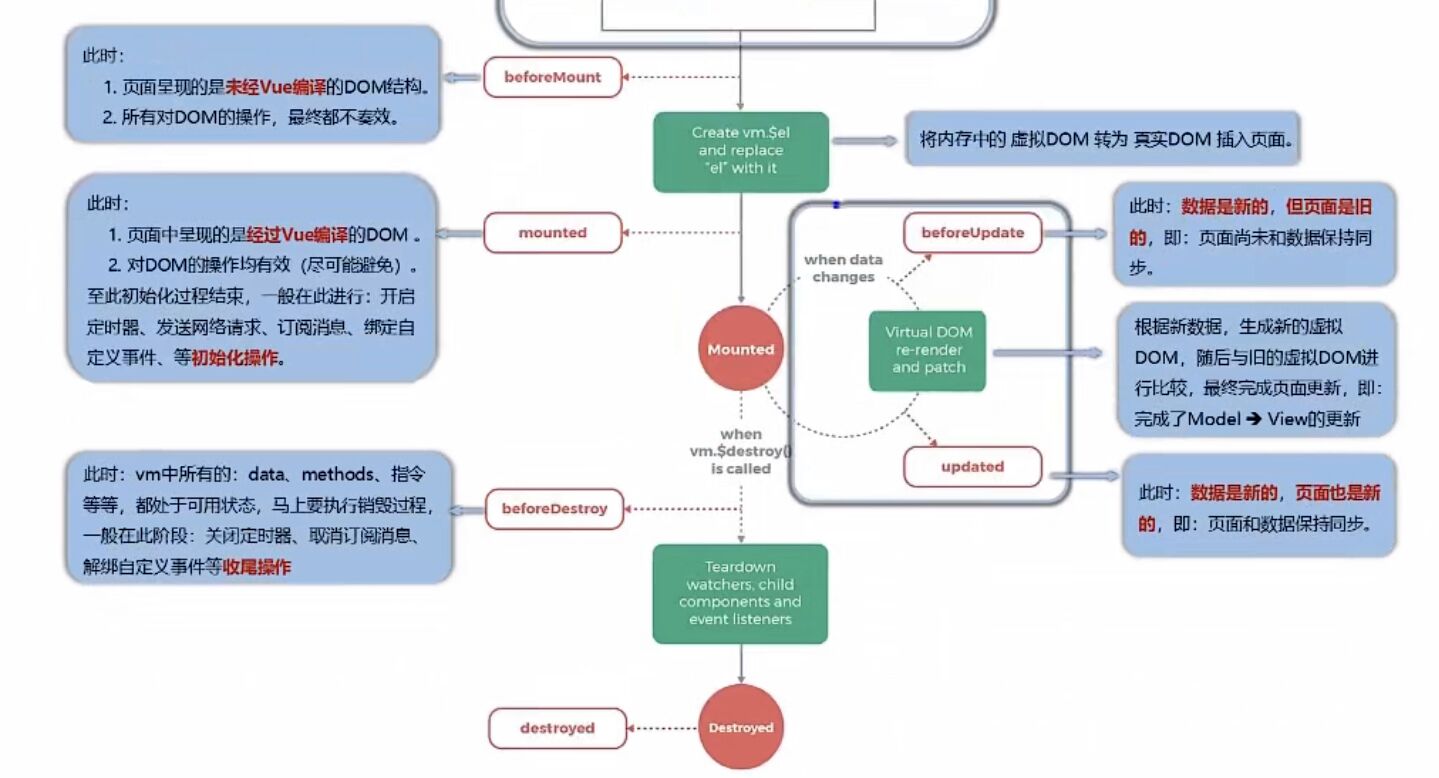 此时：
1. 页面呈现的是未经Vue编译的DOM结构。
2. 所有对DOM的操作，最终都不奏效。
beforeMount
Create vm.$el
and replace
"el" with it
将内存中的 虚拟DOM 转为 真实DOM 插入页面。
此时：
1. 页面中呈现的是经过Vue编译的DOM 。
2. 对DOM的操作均有效（尽可能避免）。
至此初始化过程结束，一般在此进行：开启
定时器、发送网络请求、订阅消息、绑定自
定义事件、等初始化操作。
mounted
beforeUpdate
此时：数据是新的，但页面是旧
的，即：页面尚未和数据保持同
步。
when data
changes
Mounted
Virtual DOM
re-render
and patch
根据新数据，生成新的虚拟
DOM，随后与旧的虚拟DOM进
行比较，最终完成页面更新，即：
完成了Model ➔ View的更新
when
vm.$destroy()
is called
updated
此时：数据是新的，页面也是新
的，即：页面和数据保持同步。
此时：vm中所有的：data、methods、指令
等等，都处于可用状态，马上要执行销毁过程，
一般在此阶段：关闭定时器、取消订阅消息、
解绑自定义事件等收尾操作
beforeDestroy
Teardown
watchers, child
components and
event listeners
destroyed
Destroyed